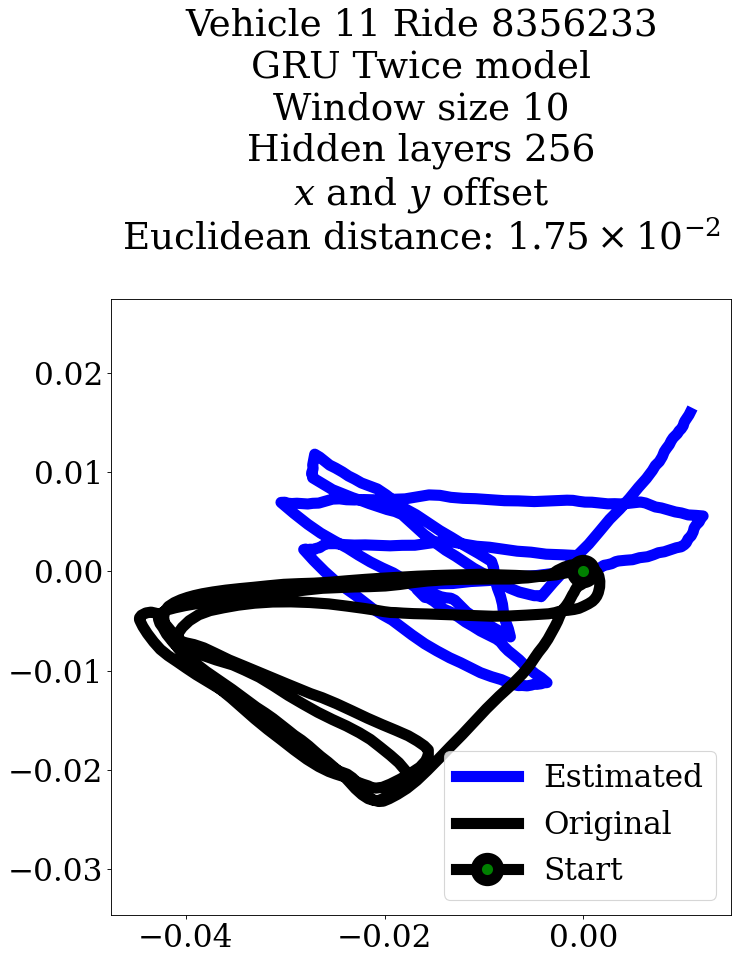 Vehicle 11 Ride 8356233
GRU Twice model
Window size 10
Hidden layers 256
x and y offset
Euclidean distance: 1.75 × 10⁻²
0.02
0.01
0.00
−0.01
−0.02
−0.03
Estimated
Original
Start
−0.04
−0.02
0.00